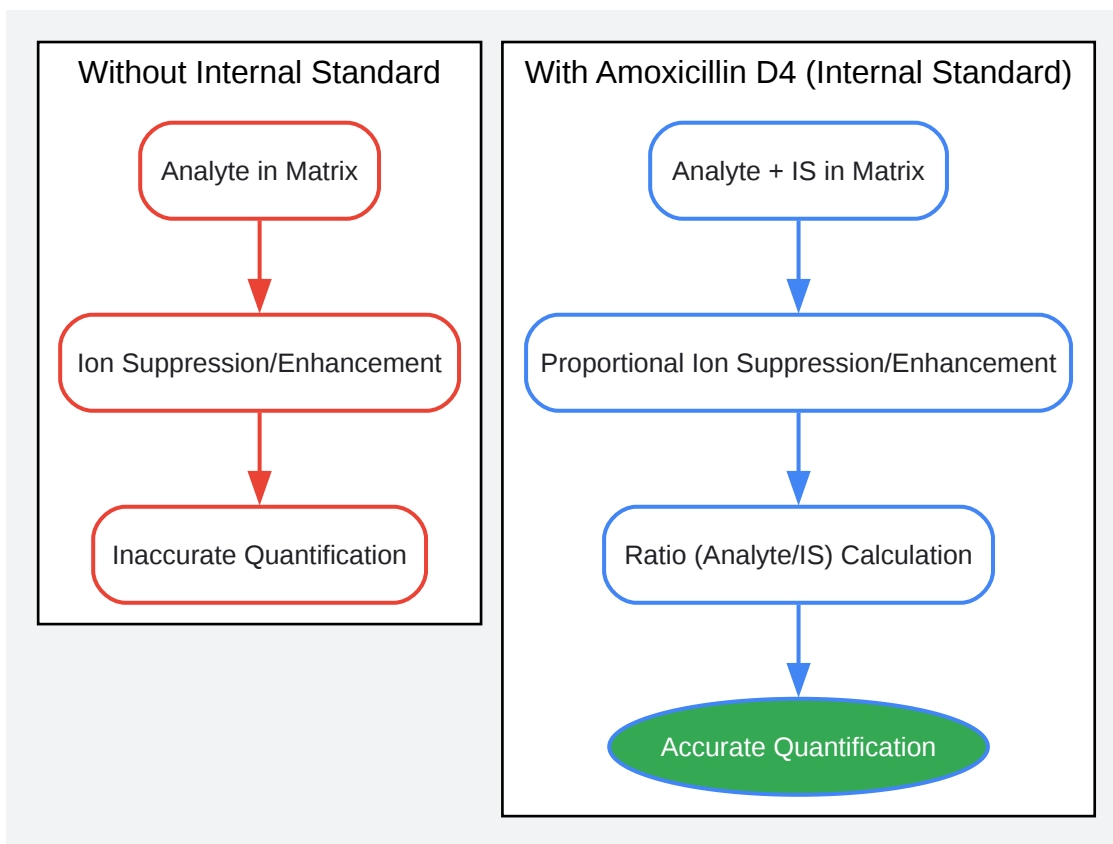 Without Internal Standard
Analyte in Matrix
Ion Suppression/Enhancement
Inaccurate Quantification
With Amoxicillin D4 (Internal Standard)
Analyte + IS in Matrix
Proportional Ion Suppression/Enhancement
Ratio (Analyte/IS) Calculation
Accurate Quantification